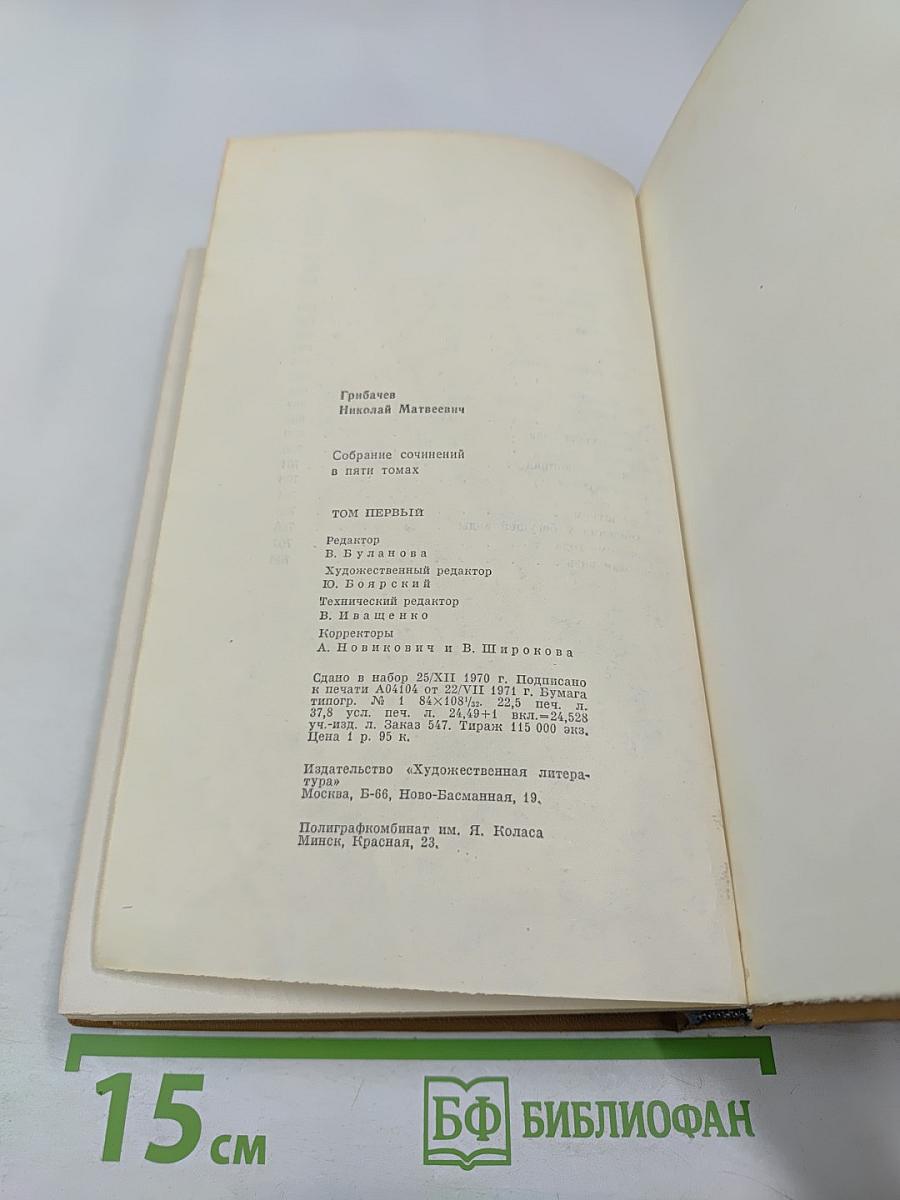 Грибачев
Николай Матвеевич
Собрание сочинений
в пяти томах
ТОМ ПЕРВЫЙ
Редактор
В. Буланова
Художественный редактор
Ю. Боярский
Технический редактор
В. Иващенко
Корректоры
А. Новикович и В. Широкова
Сдано в набор 25/XII 1970 г. Подписано
к печати А04104 от 22/VII 1971 г. Бумага
типогр. № 1 84×108¹/₃₂. 22,5 печ. л.
37,8 усл. печ. л. 24,49+1 вкл.=24,528
уч.-изд. л. Заказ 547. Тираж 115 000 экз.
Цена 1 р. 95 к.
Издательство «Художественная литера-
тура»
Москва, Б-66, Ново-Басманная, 19.
Полиграфкомбинат им. Я. Коласа
Минск, Красная, 23.
15 см
БФ БИБЛИОФАН